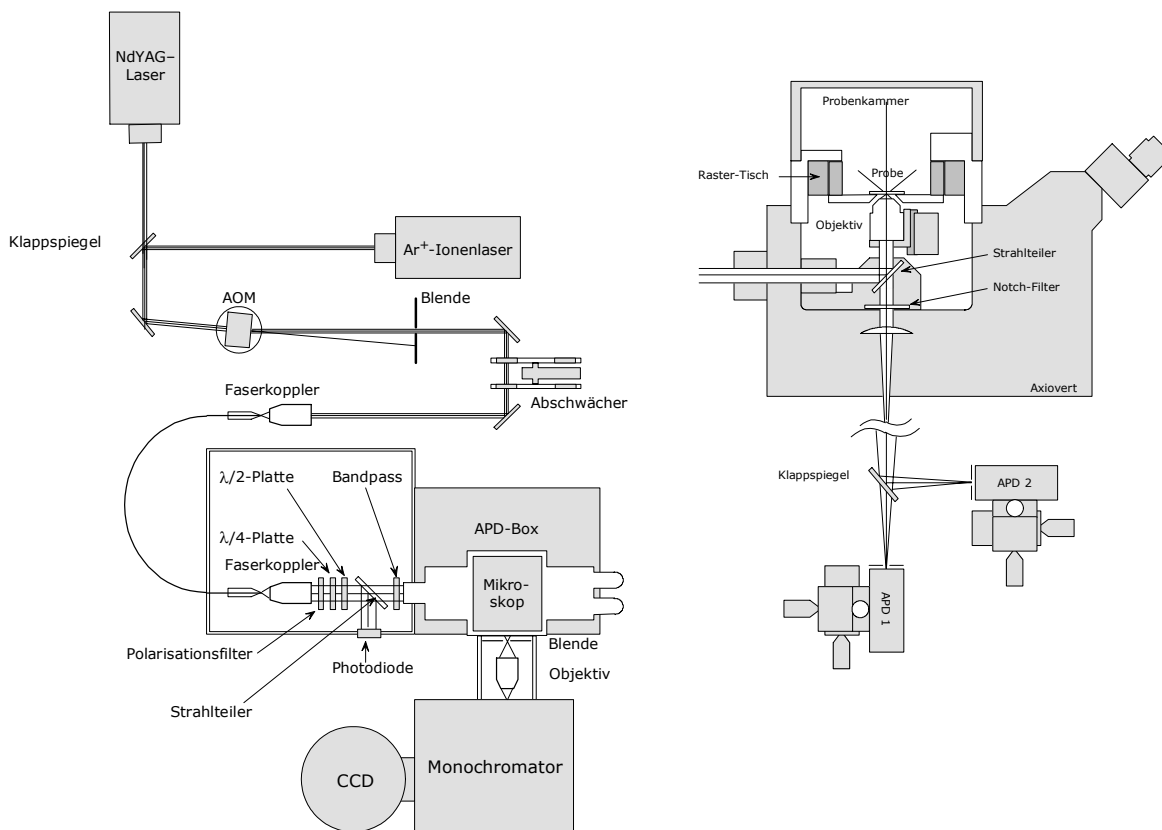 NdYAG–
Laser
Klappspiegel
Ar⁺-Ionenlaser
AOM
Blende
Faserkoppler
Abschwächer
λ/2-Platte
Bandpass
λ/4-Platte
Faserkoppler
APD-Box
Mikro-
skop
Polarisationsfilter
Photodiode
Strahlteiler
Blende
Objektiv
CCD
Monochromator
Probenkammer
Raster-Tisch
Probe
Objektiv
Strahlteiler
Notch-Filter
Axiovert
Klappspiegel
APD 2
APD 1